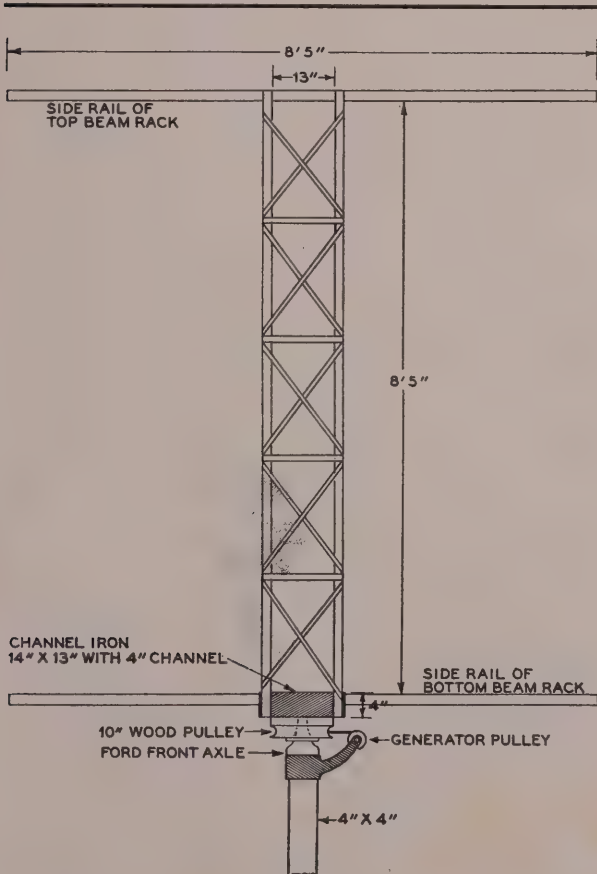 8'5"
13"
SIDE RAIL OF
TOP BEAM RACK
8'5"
CHANNEL IRON
14" X 13" WITH 4" CHANNEL
SIDE RAIL OF
BOTTOM BEAM RACK
4"
10" WOOD PULLEY
GENERATOR PULLEY
FORD FRONT AXLE
4" X 4"